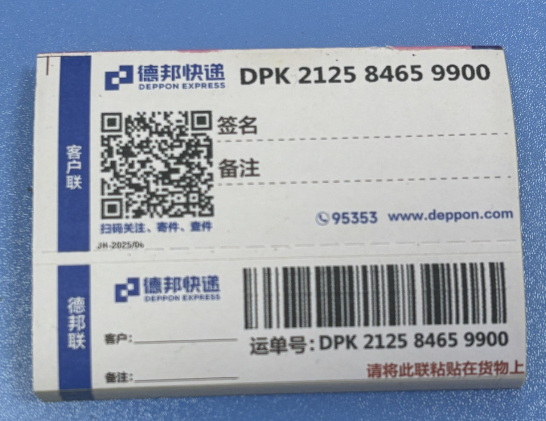 德邦快递 DPK 2125 8465 9900
DEPPON EXPRESS
签名
备注
客户联
扫码关注、寄件、查件
JH-2025/06
95353 www.deppon.com
德邦快递
DEPPON EXPRESS
德邦联
客户:
运单号: DPK 2125 8465 9900
备注:
请将此联粘贴在货物上